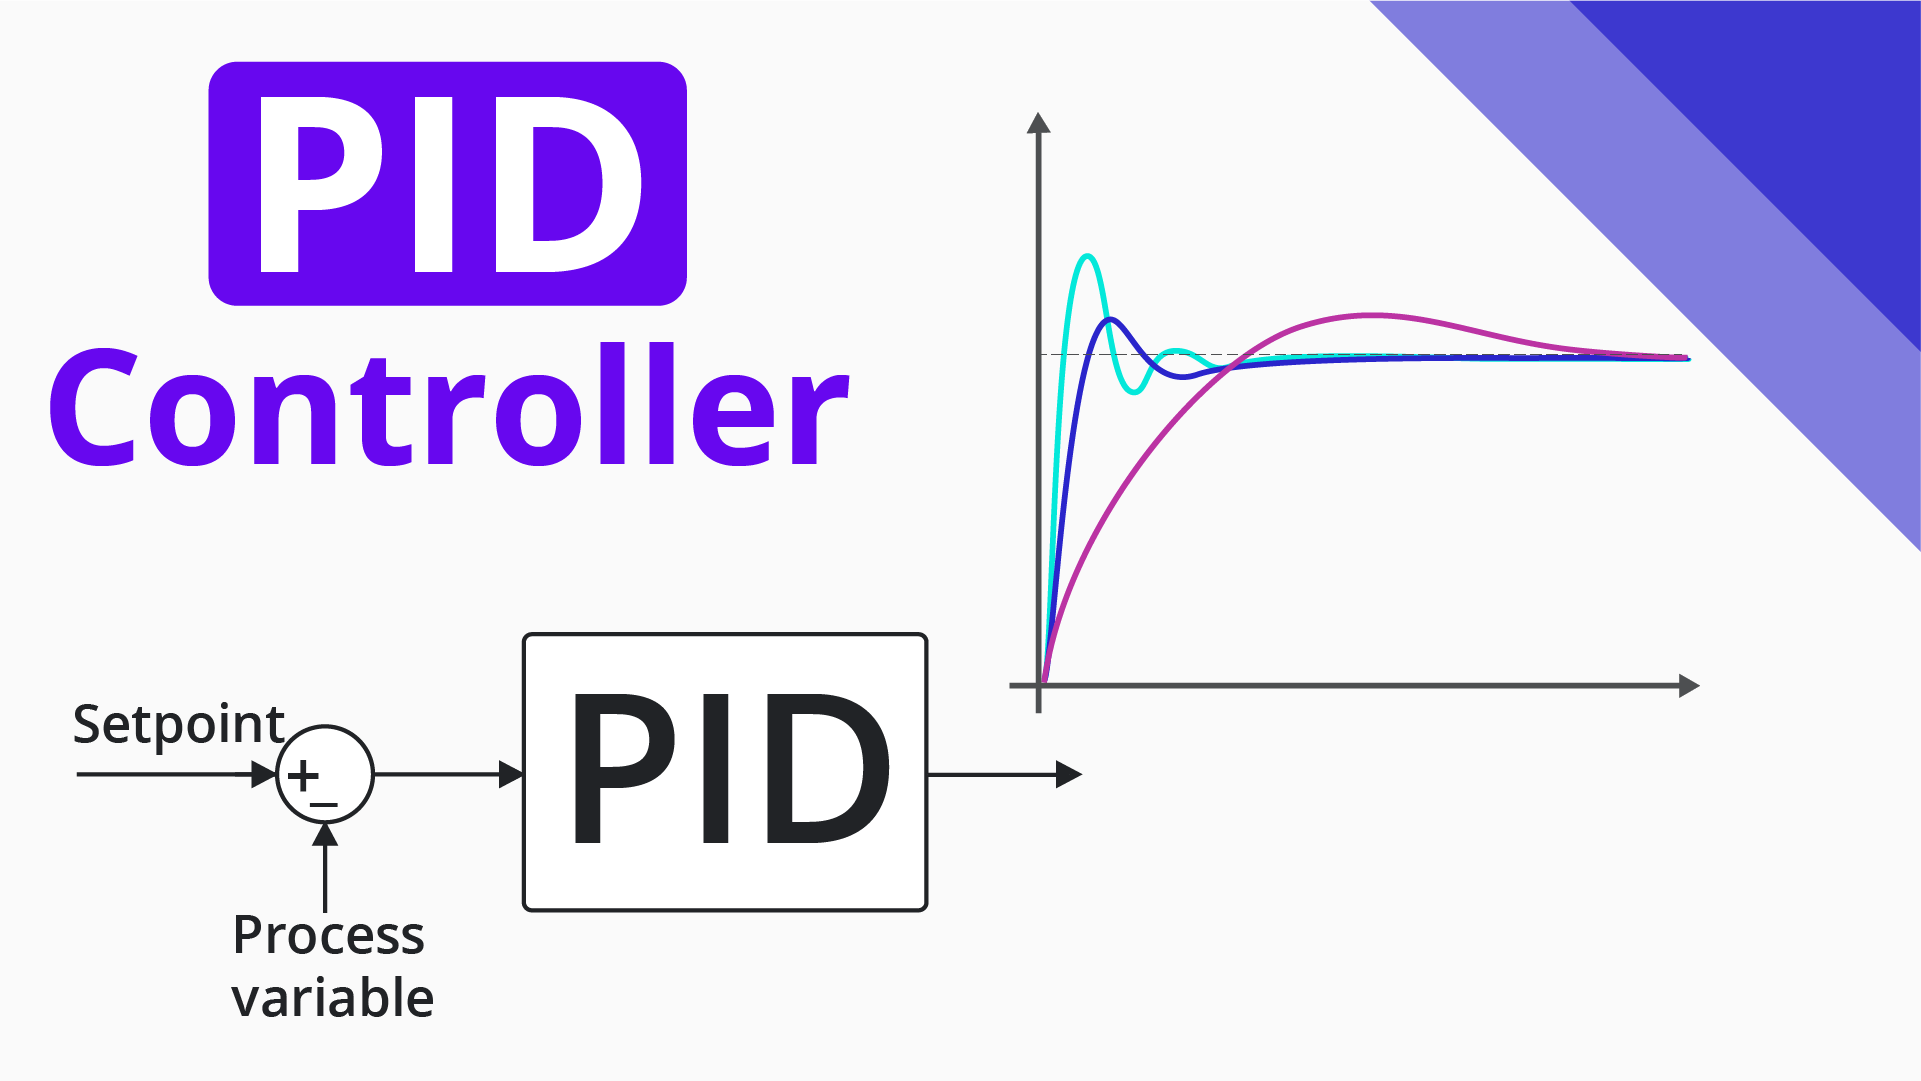 PID
Controller
Setpoint
+
–
PID
Process
variable